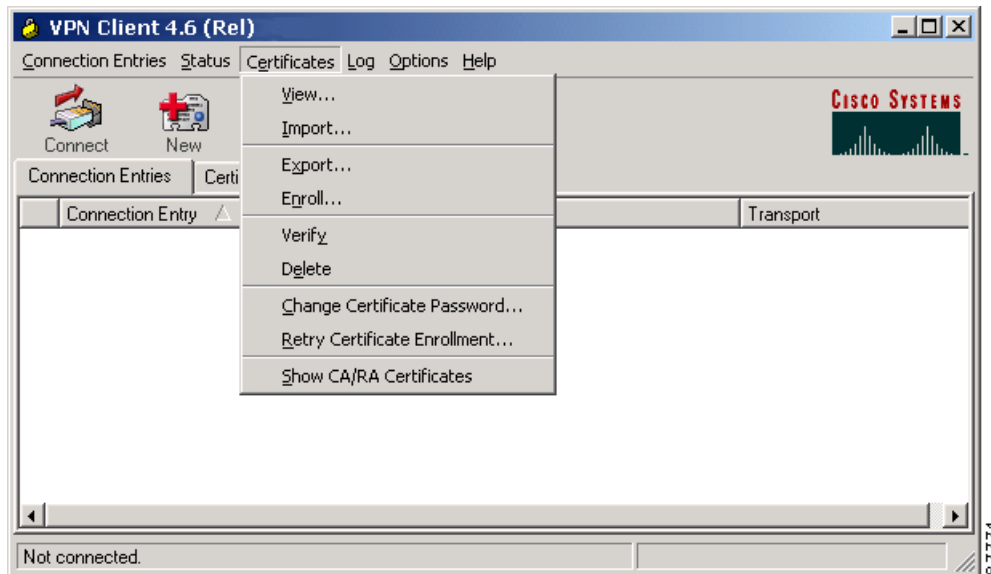 VPN Client 4.6 (Rel)
Connection Entries Status Certificates Log Options Help
View...
Import...
Export...
Enroll...
Verify
Delete
Change Certificate Password...
Retry Certificate Enrollment...
Show CA/RA Certificates
Connect New
CISCO SYSTEMS
Connection Entries Certi
Connection Entry Transport
Not connected.